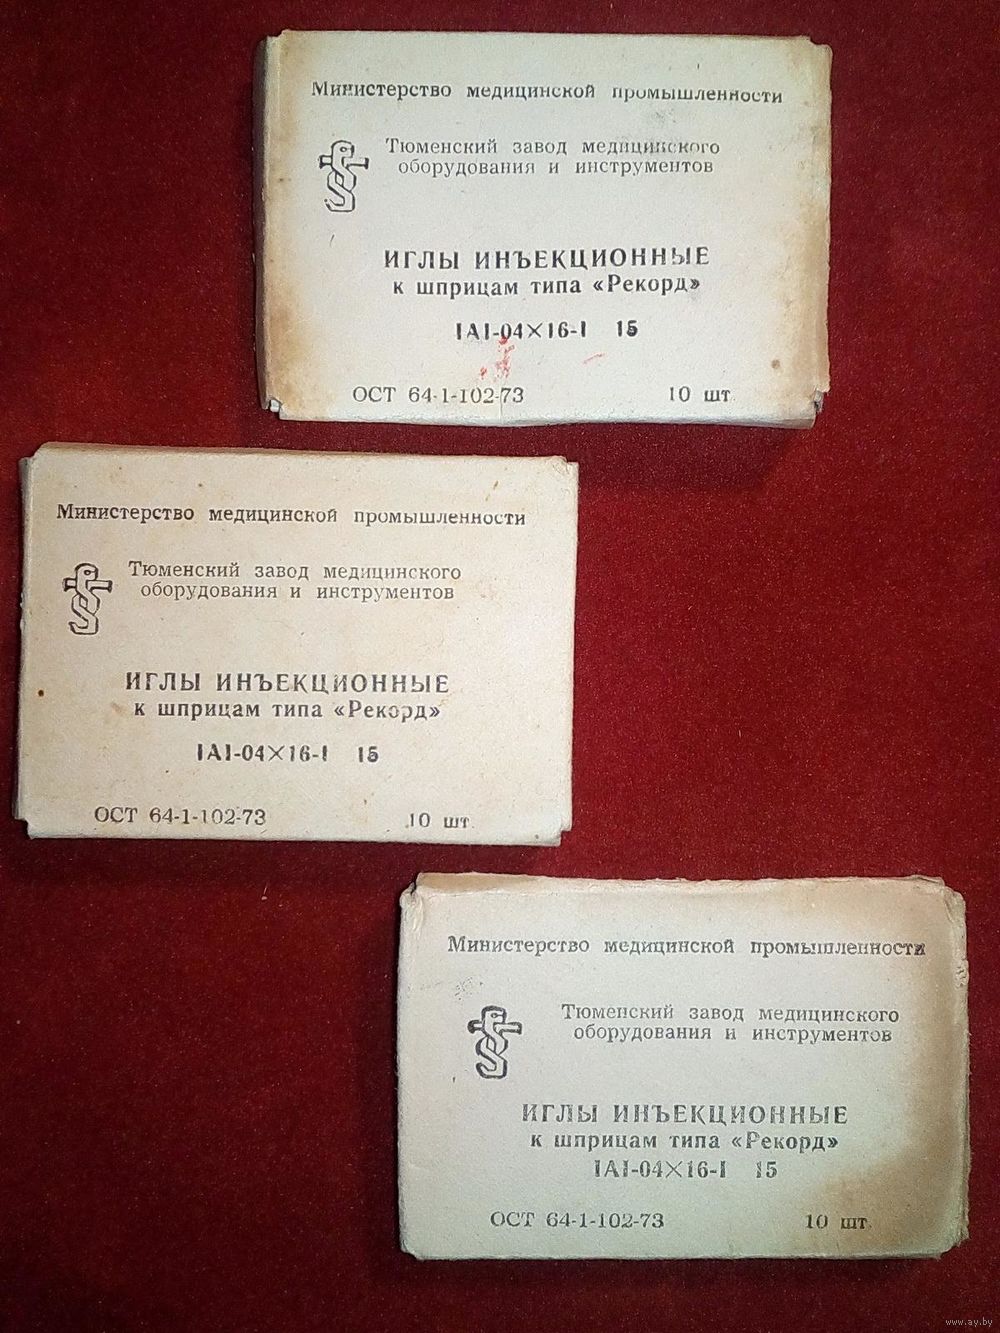 Министерство медицинской промышленности
Тюменский завод медицинского
оборудования и инструментов
ИГЛЫ ИНЪЕКЦИОННЫЕ
к шприцам типа «Рекорд»
1А1-04×16-1 15
ОСТ 64-1-102-73 10 шт.
Министерство медицинской промышленности
Тюменский завод медицинского
оборудования и инструментов
ИГЛЫ ИНЪЕКЦИОННЫЕ
к шприцам типа «Рекорд»
1А1-04×16-1 15
ОСТ 64-1-102-73 10 шт.
Министерство медицинской промышленности
Тюменский завод медицинского
оборудования и инструментов
ИГЛЫ ИНЪЕКЦИОННЫЕ
к шприцам типа «Рекорд»
1А1-04×16-1 15
ОСТ 64-1-102-73 10 шт.
www.ay.by